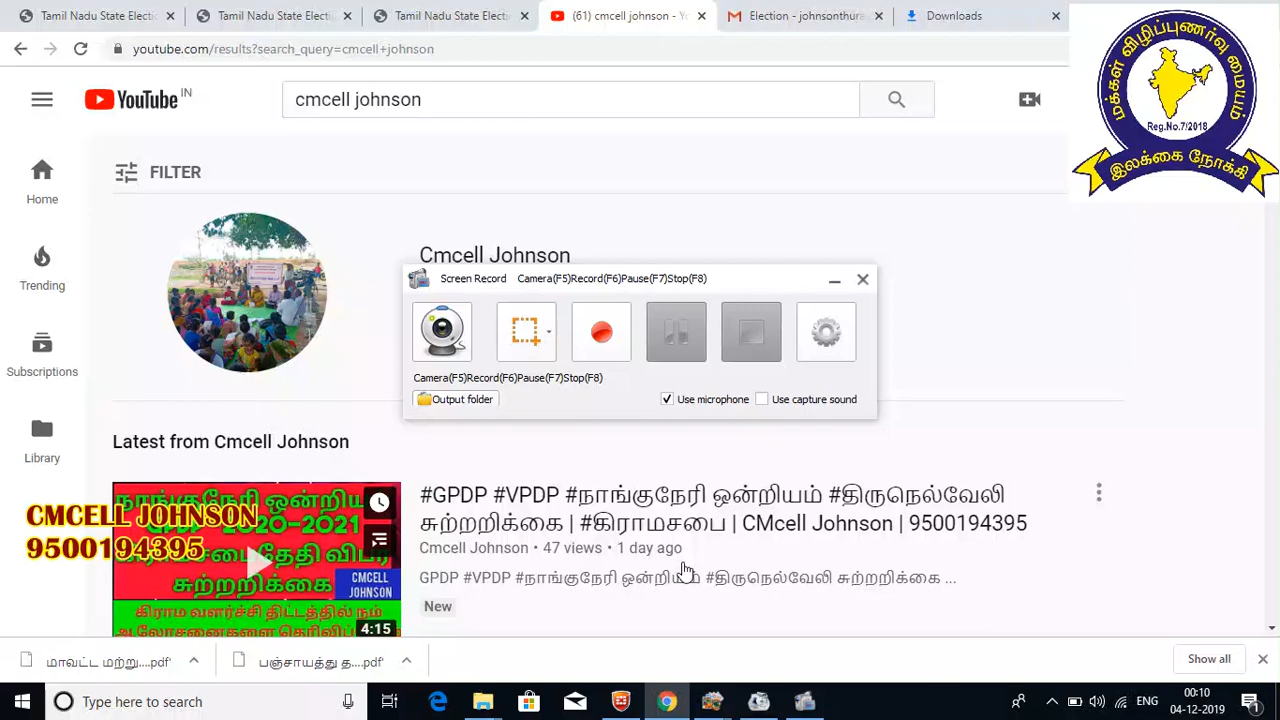 Tamil Nadu State Electi
Tamil Nadu State Electi
Tamil Nadu State Electi
(61) cmcell johnson - Yo
Election - johnsonthura
Downloads
youtube.com/results?search_query=cmcell+johnson
மக்கள் விழிப்புணர்வு மையம்
Reg.No.7/2018
இலக்கை நோக்கி
YouTube IN
cmcell johnson
FILTER
Home
Trending
Subscriptions
Library
Cmcell Johnson
Screen Record Camera(F5)Record(F6)Pause(F7)Stop(F8)
Camera(F5)Record(F6)Pause(F7)Stop(F8)
Output folder
Use microphone
Use capture sound
Latest from Cmcell Johnson
நாங்குநேரி ஒன்றிய
2020-2021
கிராமசபைதேதி விபர
சுற்றறிக்கை
CMCELL JOHNSON
கிராம வளர்ச்சி திட்டத்தில் நம்
ஆலோசனைகளை தெரிவிப்
4:15
CMCELL JOHNSON
9500194395
#GPDP #VPDP #நாங்குநேரி ஒன்றியம் #திருநெல்வேலி
சுற்றறிக்கை | #கிராமசபை | CMcell Johnson | 9500194395
Cmcell Johnson • 47 views • 1 day ago
GPDP #VPDP #நாங்குநேரி ஒன்றியம் #திருநெல்வேலி சுற்றறிக்கை ...
New
மாவட்ட மற்று....pdf'
பஞ்சாயத்து த....pdf'
Show all
Type here to search
ENG
00:10
04-12-2019